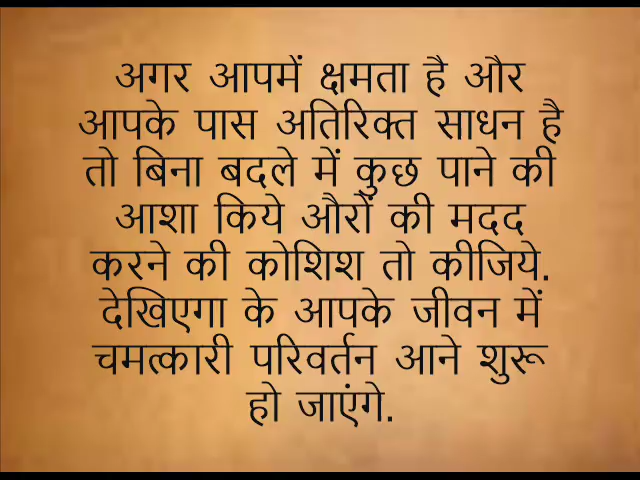 अगर आपमें क्षमता है और
आपके पास अतिरिक्त साधन है
तो बिना बदले में कुछ पाने की
आशा किये औरों की मदद
करने की कोशिश तो कीजिये.
देखिएगा के आपके जीवन में
चमत्कारी परिवर्तन आने शुरू
हो जाएंगे.